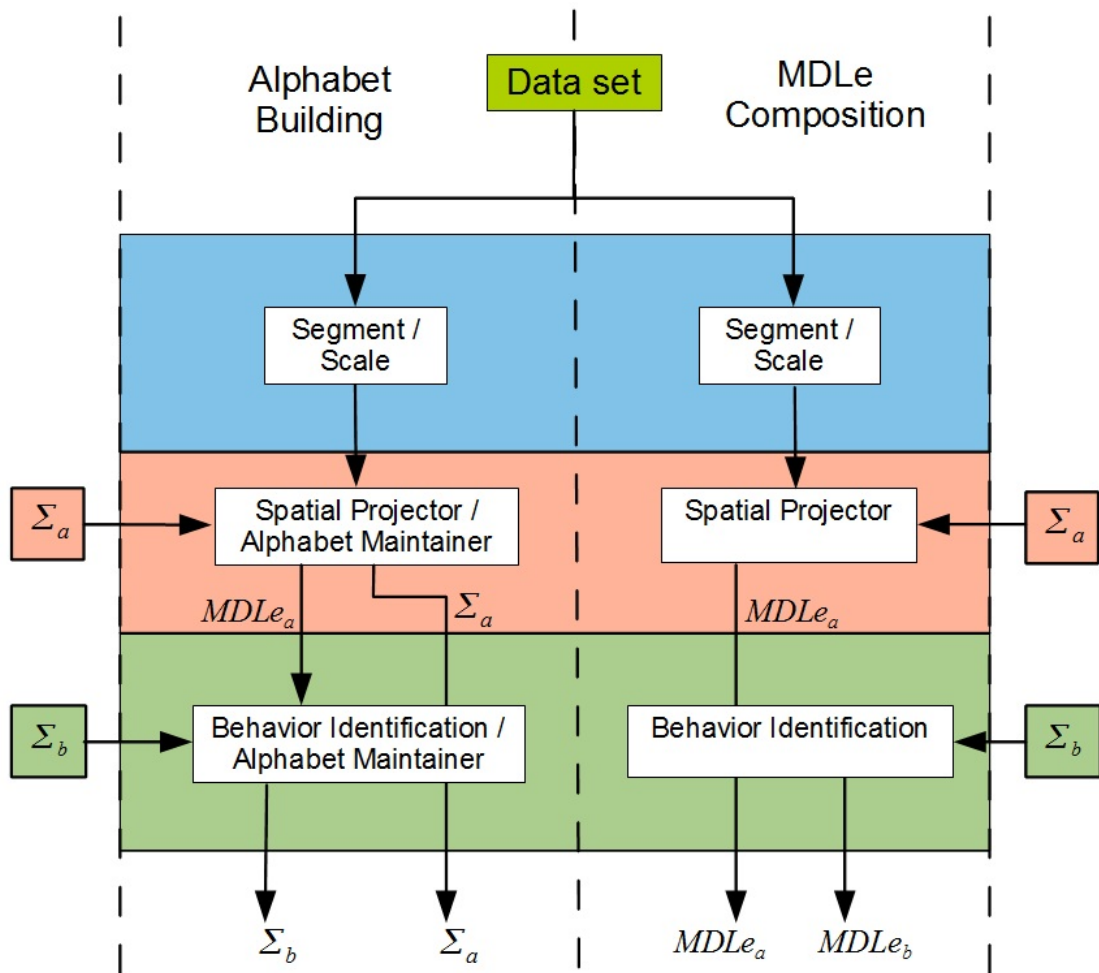 Alphabet
Building
Data set
MDLe
Composition
Segment /
Scale
Segment /
Scale
Σa
Spatial Projector /
Alphabet Maintainer
Spatial Projector
Σa
MDLea
Σa
MDLea
Σb
Behavior Identification /
Alphabet Maintainer
Behavior Identification
Σb
Σb
Σa
MDLea
MDLeb